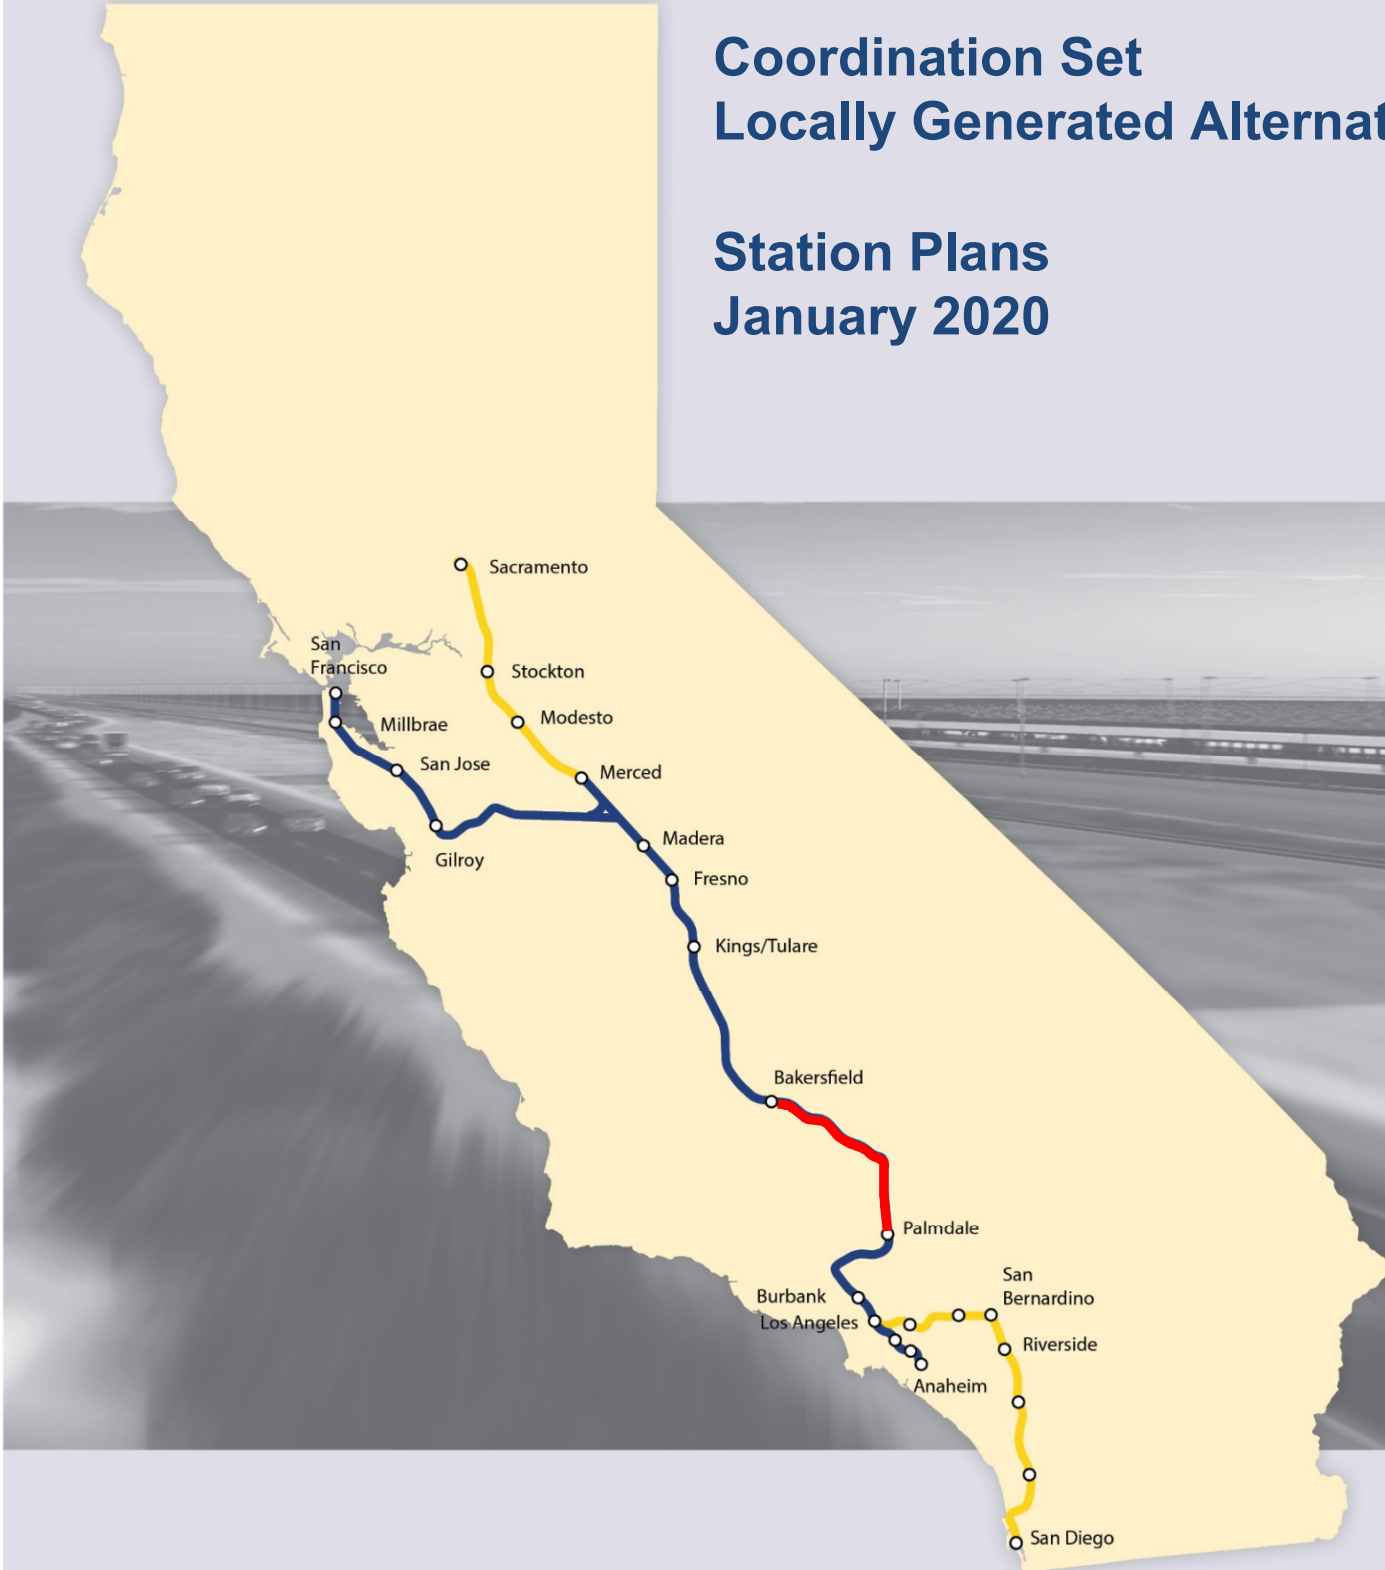 Coordination Set
Locally Generated Alternat
Station Plans
January 2020
Sacramento
San
Francisco
Stockton
Millbrae
Modesto
San Jose
Merced
Madera
Gilroy
Fresno
Kings/Tulare
Bakersfield
Palmdale
San
Bernardino
Burbank
Los Angeles
Riverside
Anaheim
San Diego